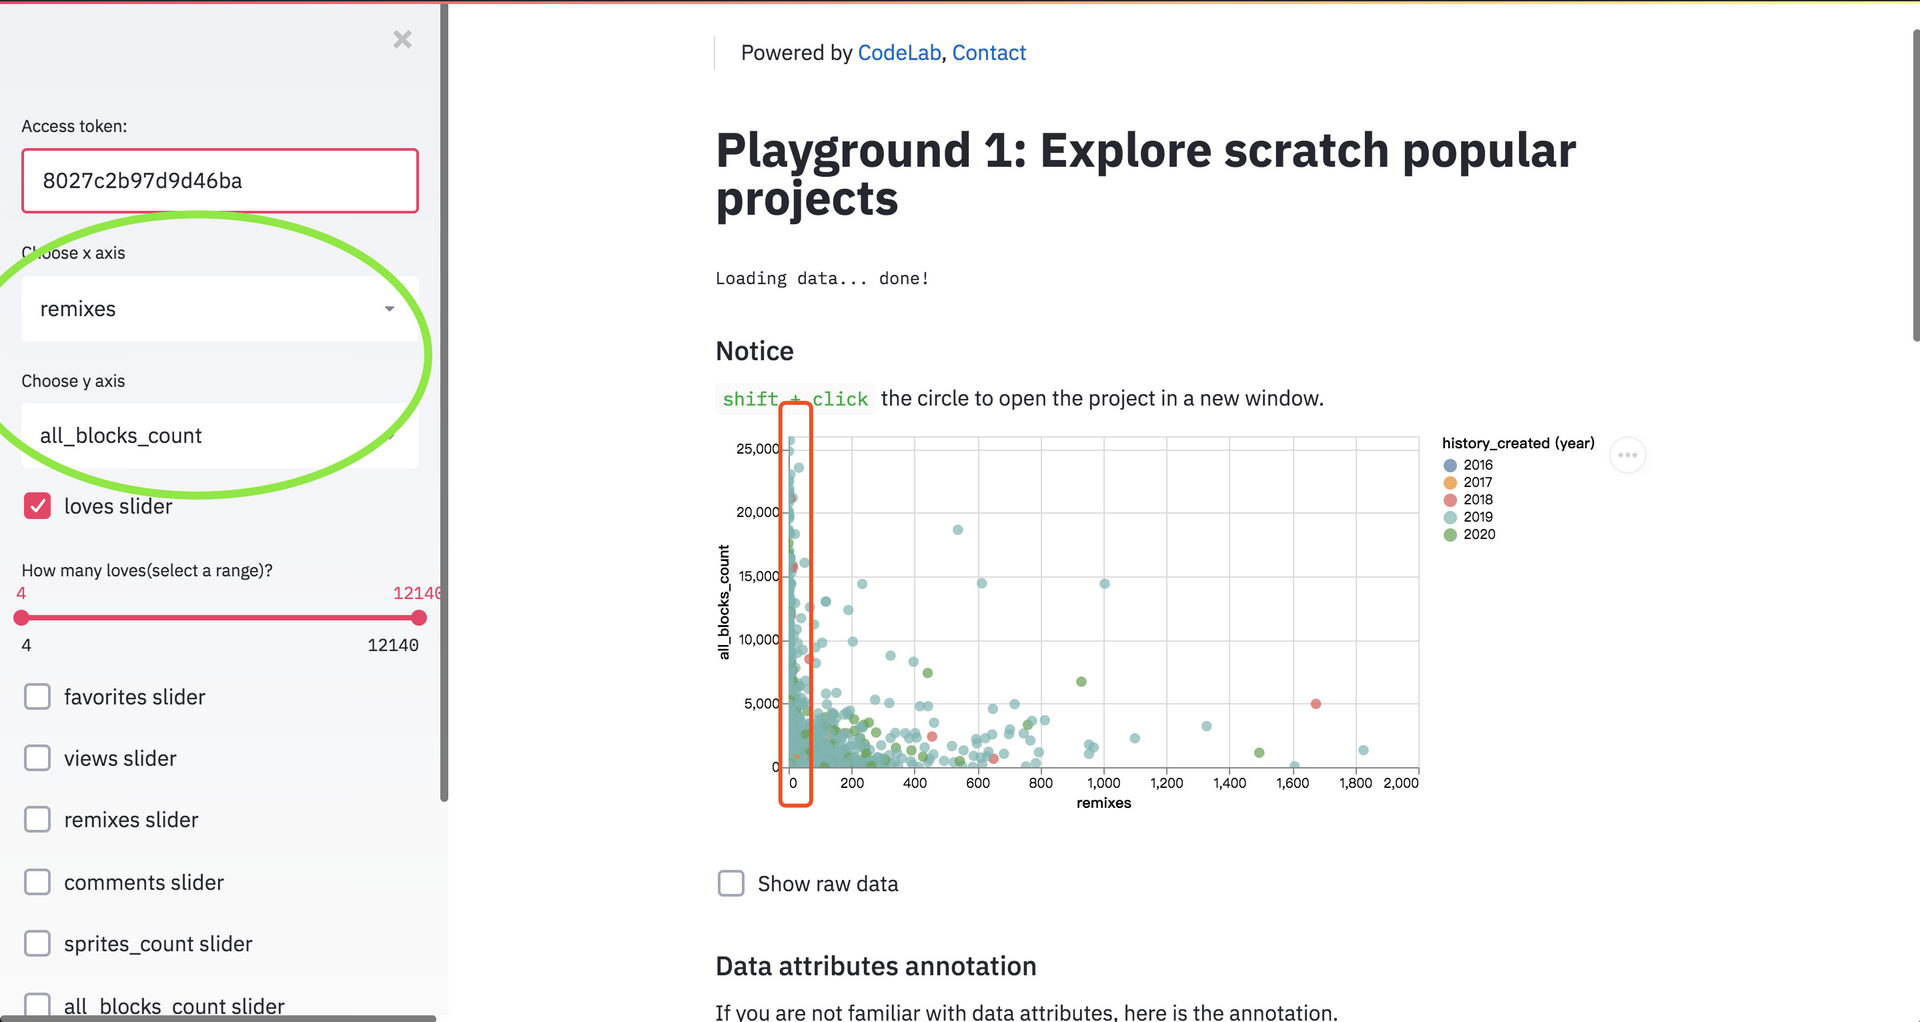 Access token:
8027c2b97d9d46ba
Choose x axis
remixes
Choose y axis
all_blocks_count
loves slider
How many loves(select a range)?
4 12140
4 12140
favorites slider
views slider
remixes slider
comments slider
sprites_count slider
all_blocks_count slider
Powered by CodeLab, Contact
Playground 1: Explore scratch popular
projects
Loading data... done!
Notice
shift + click the circle to open the project in a new window.
25,000
20,000
15,000
10,000
5,000
0
all_blocks_count
0 200 400 600 800 1,000 1,200 1,400 1,600 1,800 2,000
remixes
history_created (year)
2016
2017
2018
2019
2020
Show raw data
Data attributes annotation
If you are not familiar with data attributes, here is the annotation.